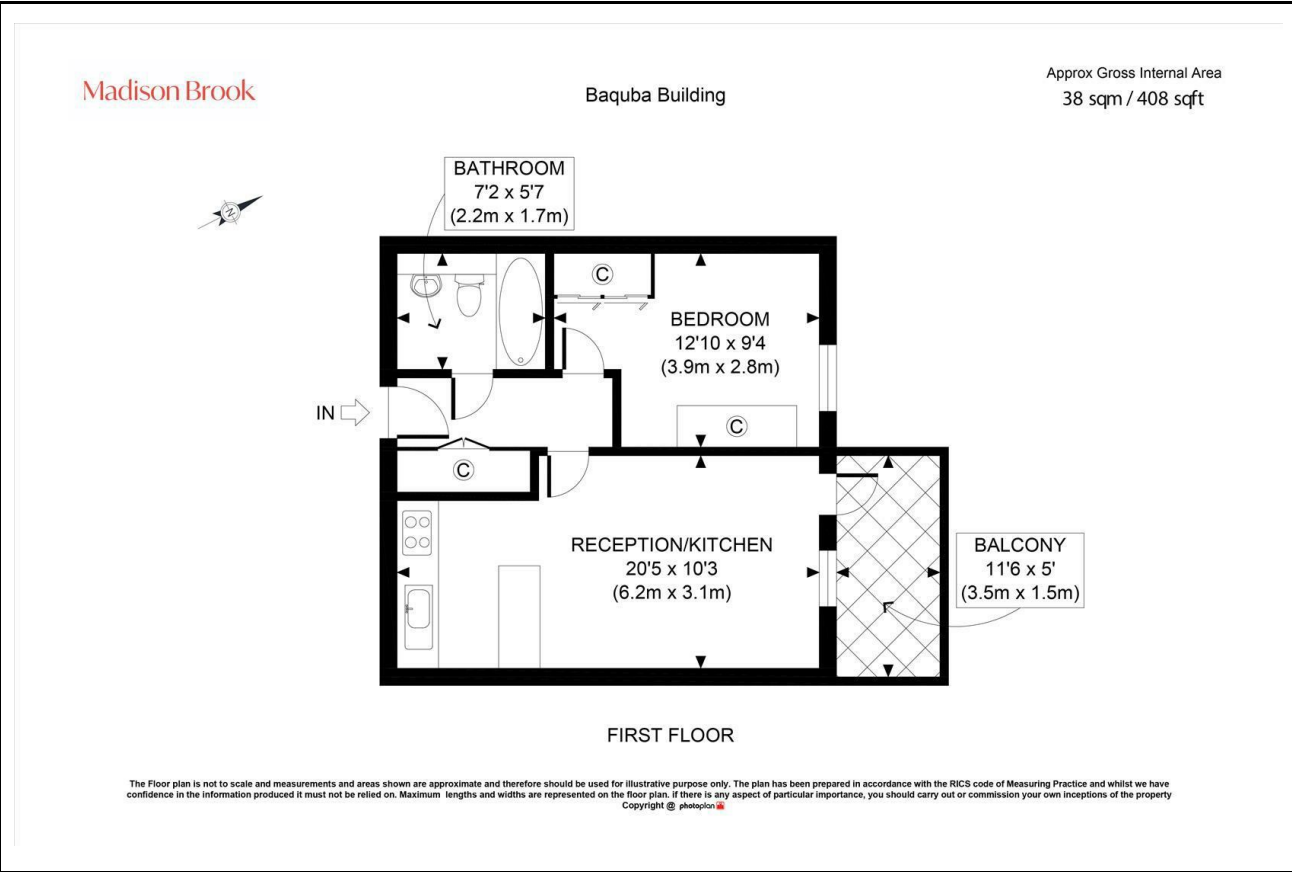 Madison Brook
Baquba Building
Approx Gross Internal Area
38 sqm / 408 sqft
BATHROOM
7'2 x 5'7
(2.2m x 1.7m)
N
C
BEDROOM
12'10 x 9'4
(3.9m x 2.8m)
IN
C
C
RECEPTION/KITCHEN
20'5 x 10'3
(6.2m x 3.1m)
BALCONY
11'6 x 5'
(3.5m x 1.5m)
FIRST FLOOR
The Floor plan is not to scale and measurements and areas shown are approximate and therefore should be used for illustrative purpose only. The plan has been prepared in accordance with the RICS code of Measuring Practice and whilst we have
confidence in the information produced it must not be relied on. Maximum lengths and widths are represented on the floor plan. if there is any aspect of particular importance, you should carry out or commission your own inceptions of the property
Copyright @ photoplan